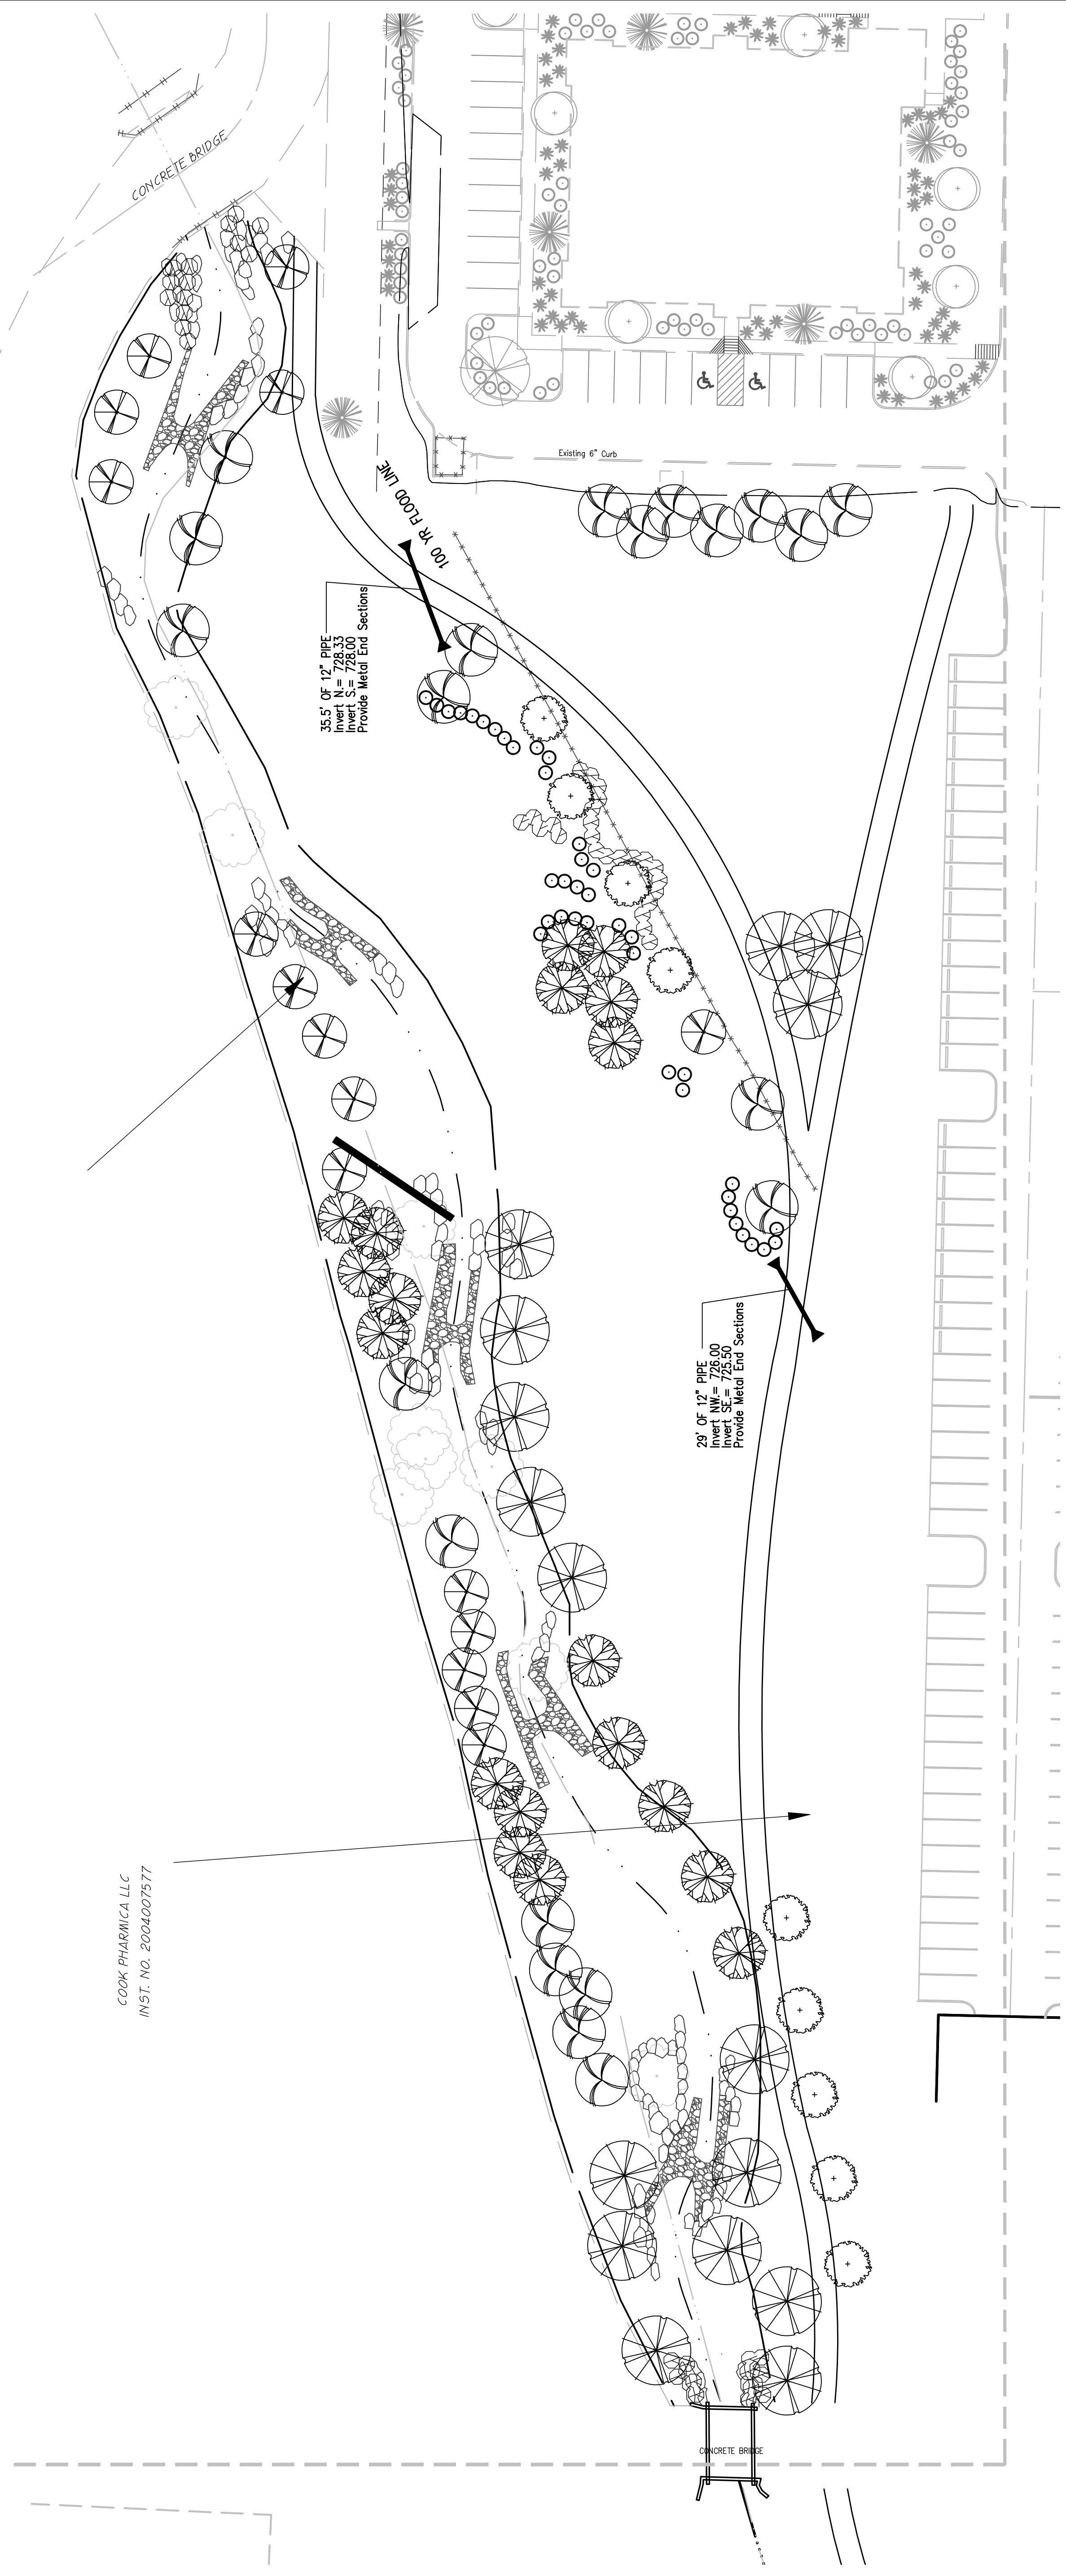 CONCRETE BRIDGE
Existing 6" Curb
100 YR FLOOD LINE
35.5' OF 12" PIPE
Invert N.= 728.33
Invert S.= 728.00
Provide Metal End Sections
29' OF 12" PIPE
Invert NW.= 726.00
Invert SE.= 725.50
Provide Metal End Sections
COOK PHARMICA LLC
INST. NO. 2004007577
CONCRETE BRIDGE